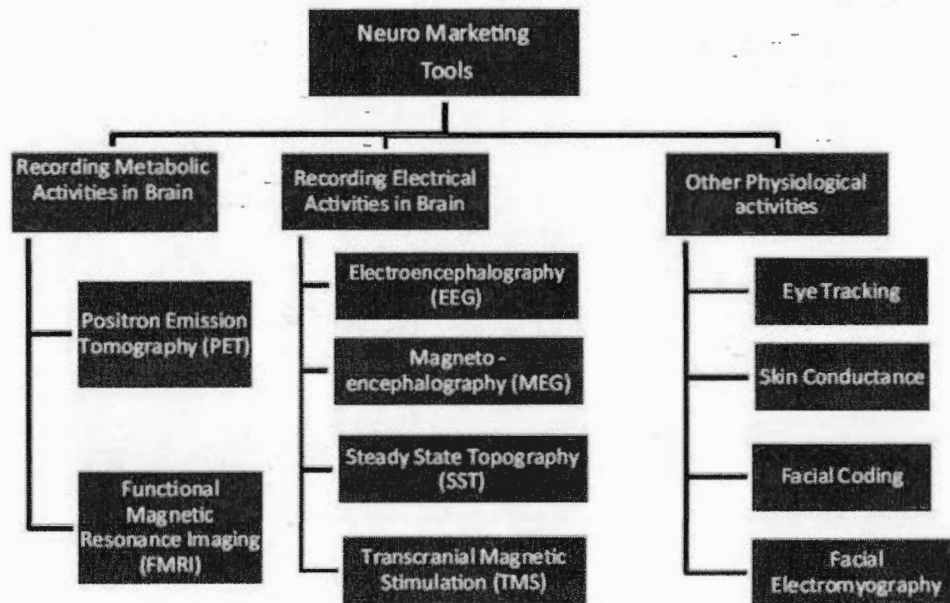 Neuro Marketing
Tools
Recording Metabolic
Activities in Brain
Positron Emission
Tomography (PET)
Functional
Magnetic
Resonance Imaging
(FMRI)
Recording Electrical
Activities in Brain
Electroencephalography
(EEG)
Magneto -
encephalography (MEG)
Steady State Topography
(SST)
Transcranial Magnetic
Stimulation (TMS)
Other Physiological
activities
Eye Tracking
Skin Conductance
Facial Coding
Facial
Electromyography